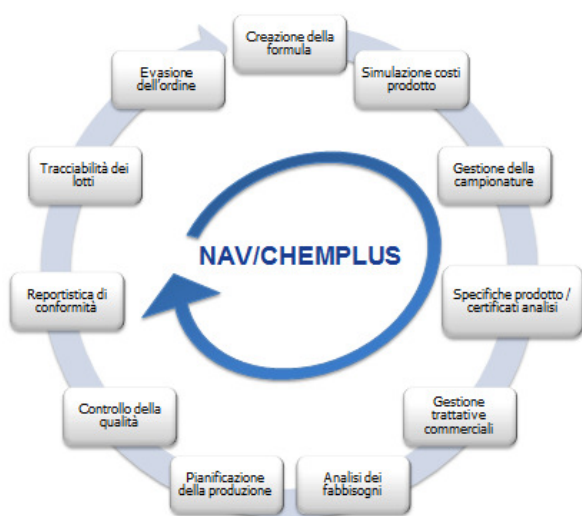 Creazione della
formula
Simulazione costi
prodotto
Gestione della
campionature
Specifiche prodotto /
certificati analisi
Gestione
trattative
commerciali
Analisi dei
fabbisogni
Pianificazione
della produzione
Controllo della
qualità
Reportistica di
conformità
Tracciabilità dei
lotti
Evasione
dell'ordine
NAV/CHEMPLUS